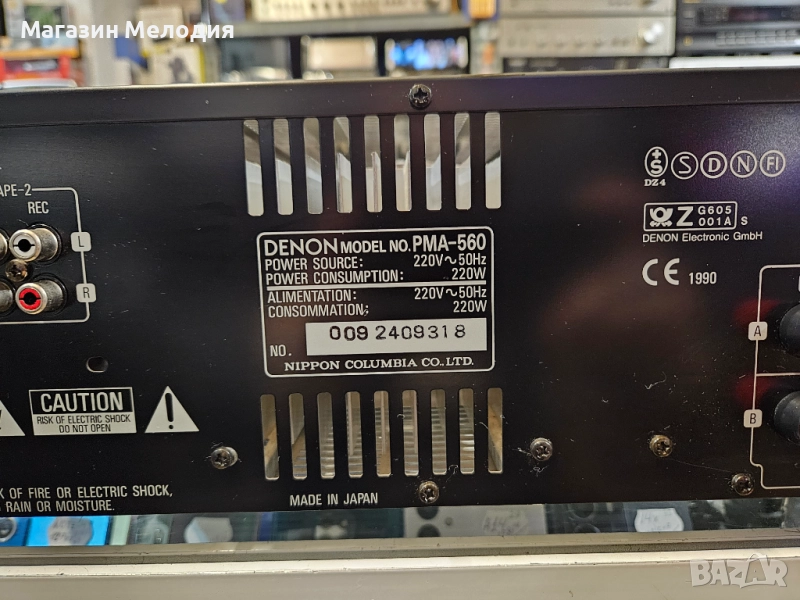 Магазин Мелодия
APE-2
REC
L
R
DENON MODEL NO. PMA-560
POWER SOURCE: 220V~50Hz
POWER CONSUMPTION: 220W
ALIMENTATION: 220V~50Hz
CONSOMMATION: 220W
NO. 009 2409318
NIPPON COLUMBIA CO., LTD.
S
DZ 4
S D N FI
Z G605 001A S
DENON Electronic GmbH
CE 1990
A
B
CAUTION
RISK OF ELECTRIC SHOCK
DO NOT OPEN
K OF FIRE OR ELECTRIC SHOCK,
RAIN OR MOISTURE.
MADE IN JAPAN
BAZAR